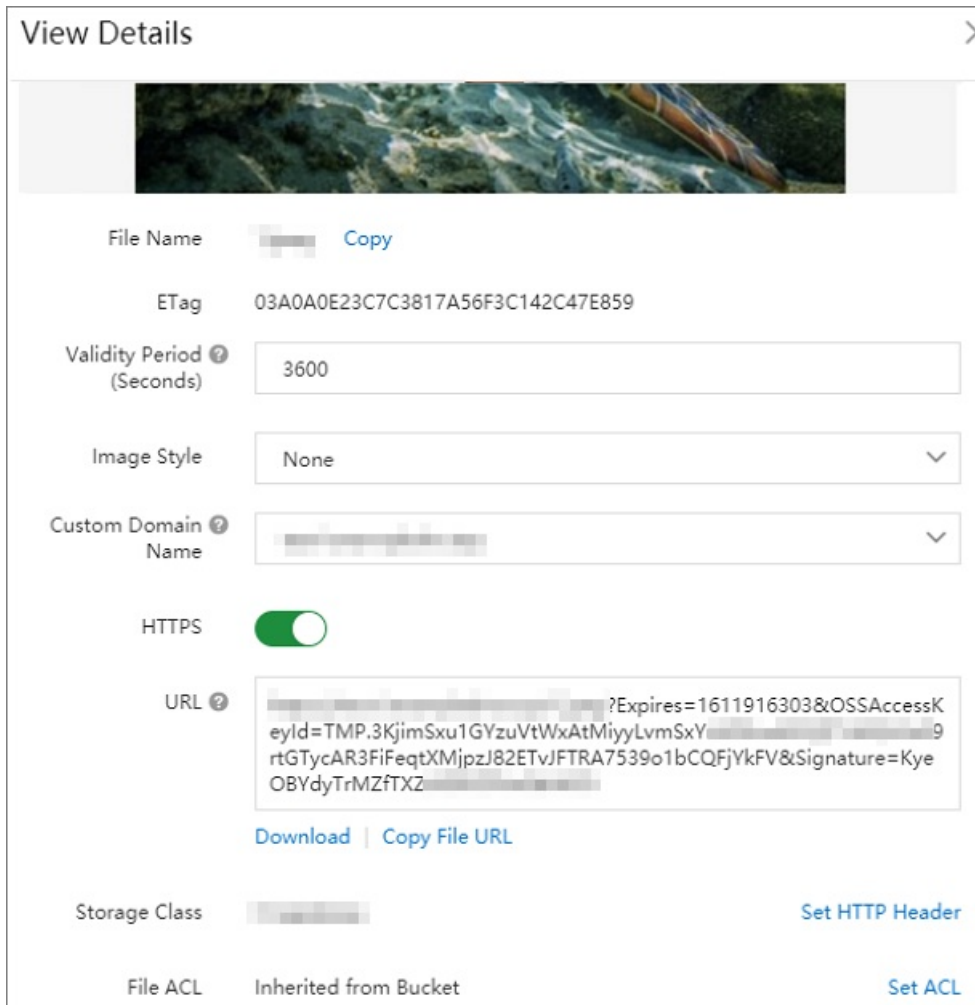 View Details
File Name Copy
ETag 03A0A0E23C7C3817A56F3C142C47E859
Validity Period
(Seconds)
3600
Image Style None
Custom Domain
Name
HTTPS
URL ?Expires=1611916303&OSSAccessK
eyId=TMP.3KjimSxu1GYzuVtWxAtMiyyLvmSxY 9
rtGTycAR3FiFeqtXMjpzJ82ETvJFTRA7539o1bCQFjYkFV&Signature=Kye
OBYdyTrMZfTXZ
Download | Copy File URL
Storage Class Set HTTP Header
File ACL Inherited from Bucket Set ACL